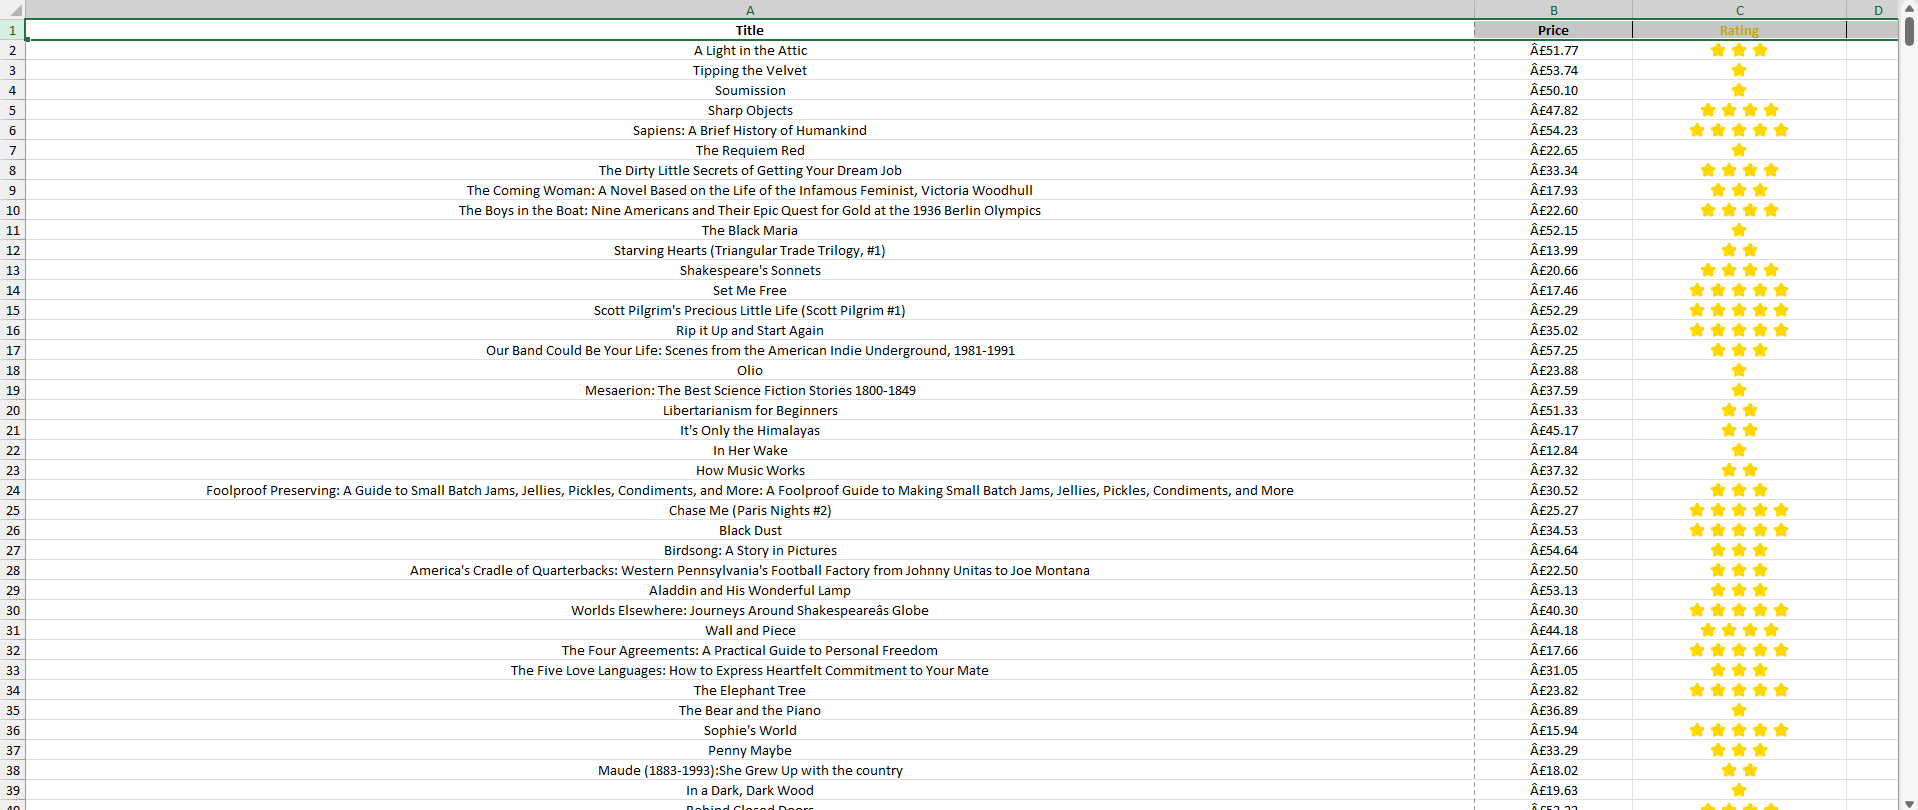 A B C D
1 Title Price Rating
2 A Light in the Attic Â£51.77 ⭐⭐⭐
3 Tipping the Velvet Â£53.74 ⭐
4 Soumission Â£50.10 ⭐
5 Sharp Objects Â£47.82 ⭐⭐⭐⭐
6 Sapiens: A Brief History of Humankind Â£54.23 ⭐⭐⭐⭐⭐
7 The Requiem Red Â£22.65 ⭐
8 The Dirty Little Secrets of Getting Your Dream Job Â£33.34 ⭐⭐⭐⭐
9 The Coming Woman: A Novel Based on the Life of the Infamous Feminist, Victoria Woodhull Â£17.93 ⭐⭐⭐
10 The Boys in the Boat: Nine Americans and Their Epic Quest for Gold at the 1936 Berlin Olympics Â£22.60 ⭐⭐⭐⭐
11 The Black Maria Â£52.15 ⭐
12 Starving Hearts (Triangular Trade Trilogy, #1) Â£13.99 ⭐⭐
13 Shakespeare's Sonnets Â£20.66 ⭐⭐⭐⭐
14 Set Me Free Â£17.46 ⭐⭐⭐⭐⭐
15 Scott Pilgrim's Precious Little Life (Scott Pilgrim #1) Â£52.29 ⭐⭐⭐⭐⭐
16 Rip it Up and Start Again Â£35.02 ⭐⭐⭐⭐⭐
17 Our Band Could Be Your Life: Scenes from the American Indie Underground, 1981-1991 Â£57.25 ⭐⭐⭐
18 Olio Â£23.88 ⭐
19 Mesaerion: The Best Science Fiction Stories 1800-1849 Â£37.59 ⭐
20 Libertarianism for Beginners Â£51.33 ⭐⭐
21 It's Only the Himalayas Â£45.17 ⭐⭐
22 In Her Wake Â£12.84 ⭐
23 How Music Works Â£37.32 ⭐⭐
24 Foolproof Preserving: A Guide to Small Batch Jams, Jellies, Pickles, Condiments, and More: A Foolproof Guide to Making Small Batch Jams, Jellies, Pickles, Condiments, and More Â£30.52 ⭐⭐⭐
25 Chase Me (Paris Nights #2) Â£25.27 ⭐⭐⭐⭐⭐
26 Black Dust Â£34.53 ⭐⭐⭐⭐⭐
27 Birdsong: A Story in Pictures Â£54.64 ⭐⭐⭐
28 America's Cradle of Quarterbacks: Western Pennsylvania's Football Factory from Johnny Unitas to Joe Montana Â£22.50 ⭐⭐⭐
29 Aladdin and His Wonderful Lamp Â£53.13 ⭐⭐⭐
30 Worlds Elsewhere: Journeys Around Shakespeareâs Globe Â£40.30 ⭐⭐⭐⭐⭐
31 Wall and Piece Â£44.18 ⭐⭐⭐⭐
32 The Four Agreements: A Practical Guide to Personal Freedom Â£17.66 ⭐⭐⭐⭐⭐
33 The Five Love Languages: How to Express Heartfelt Commitment to Your Mate Â£31.05 ⭐⭐⭐
34 The Elephant Tree Â£23.82 ⭐⭐⭐⭐⭐
35 The Bear and the Piano Â£36.89 ⭐
36 Sophie's World Â£15.94 ⭐⭐⭐⭐⭐
37 Penny Maybe Â£33.29 ⭐⭐⭐
38 Maude (1883-1993):She Grew Up with the country Â£18.02 ⭐⭐
39 In a Dark, Dark Wood Â£19.63 ⭐
40 Behind Closed Doors